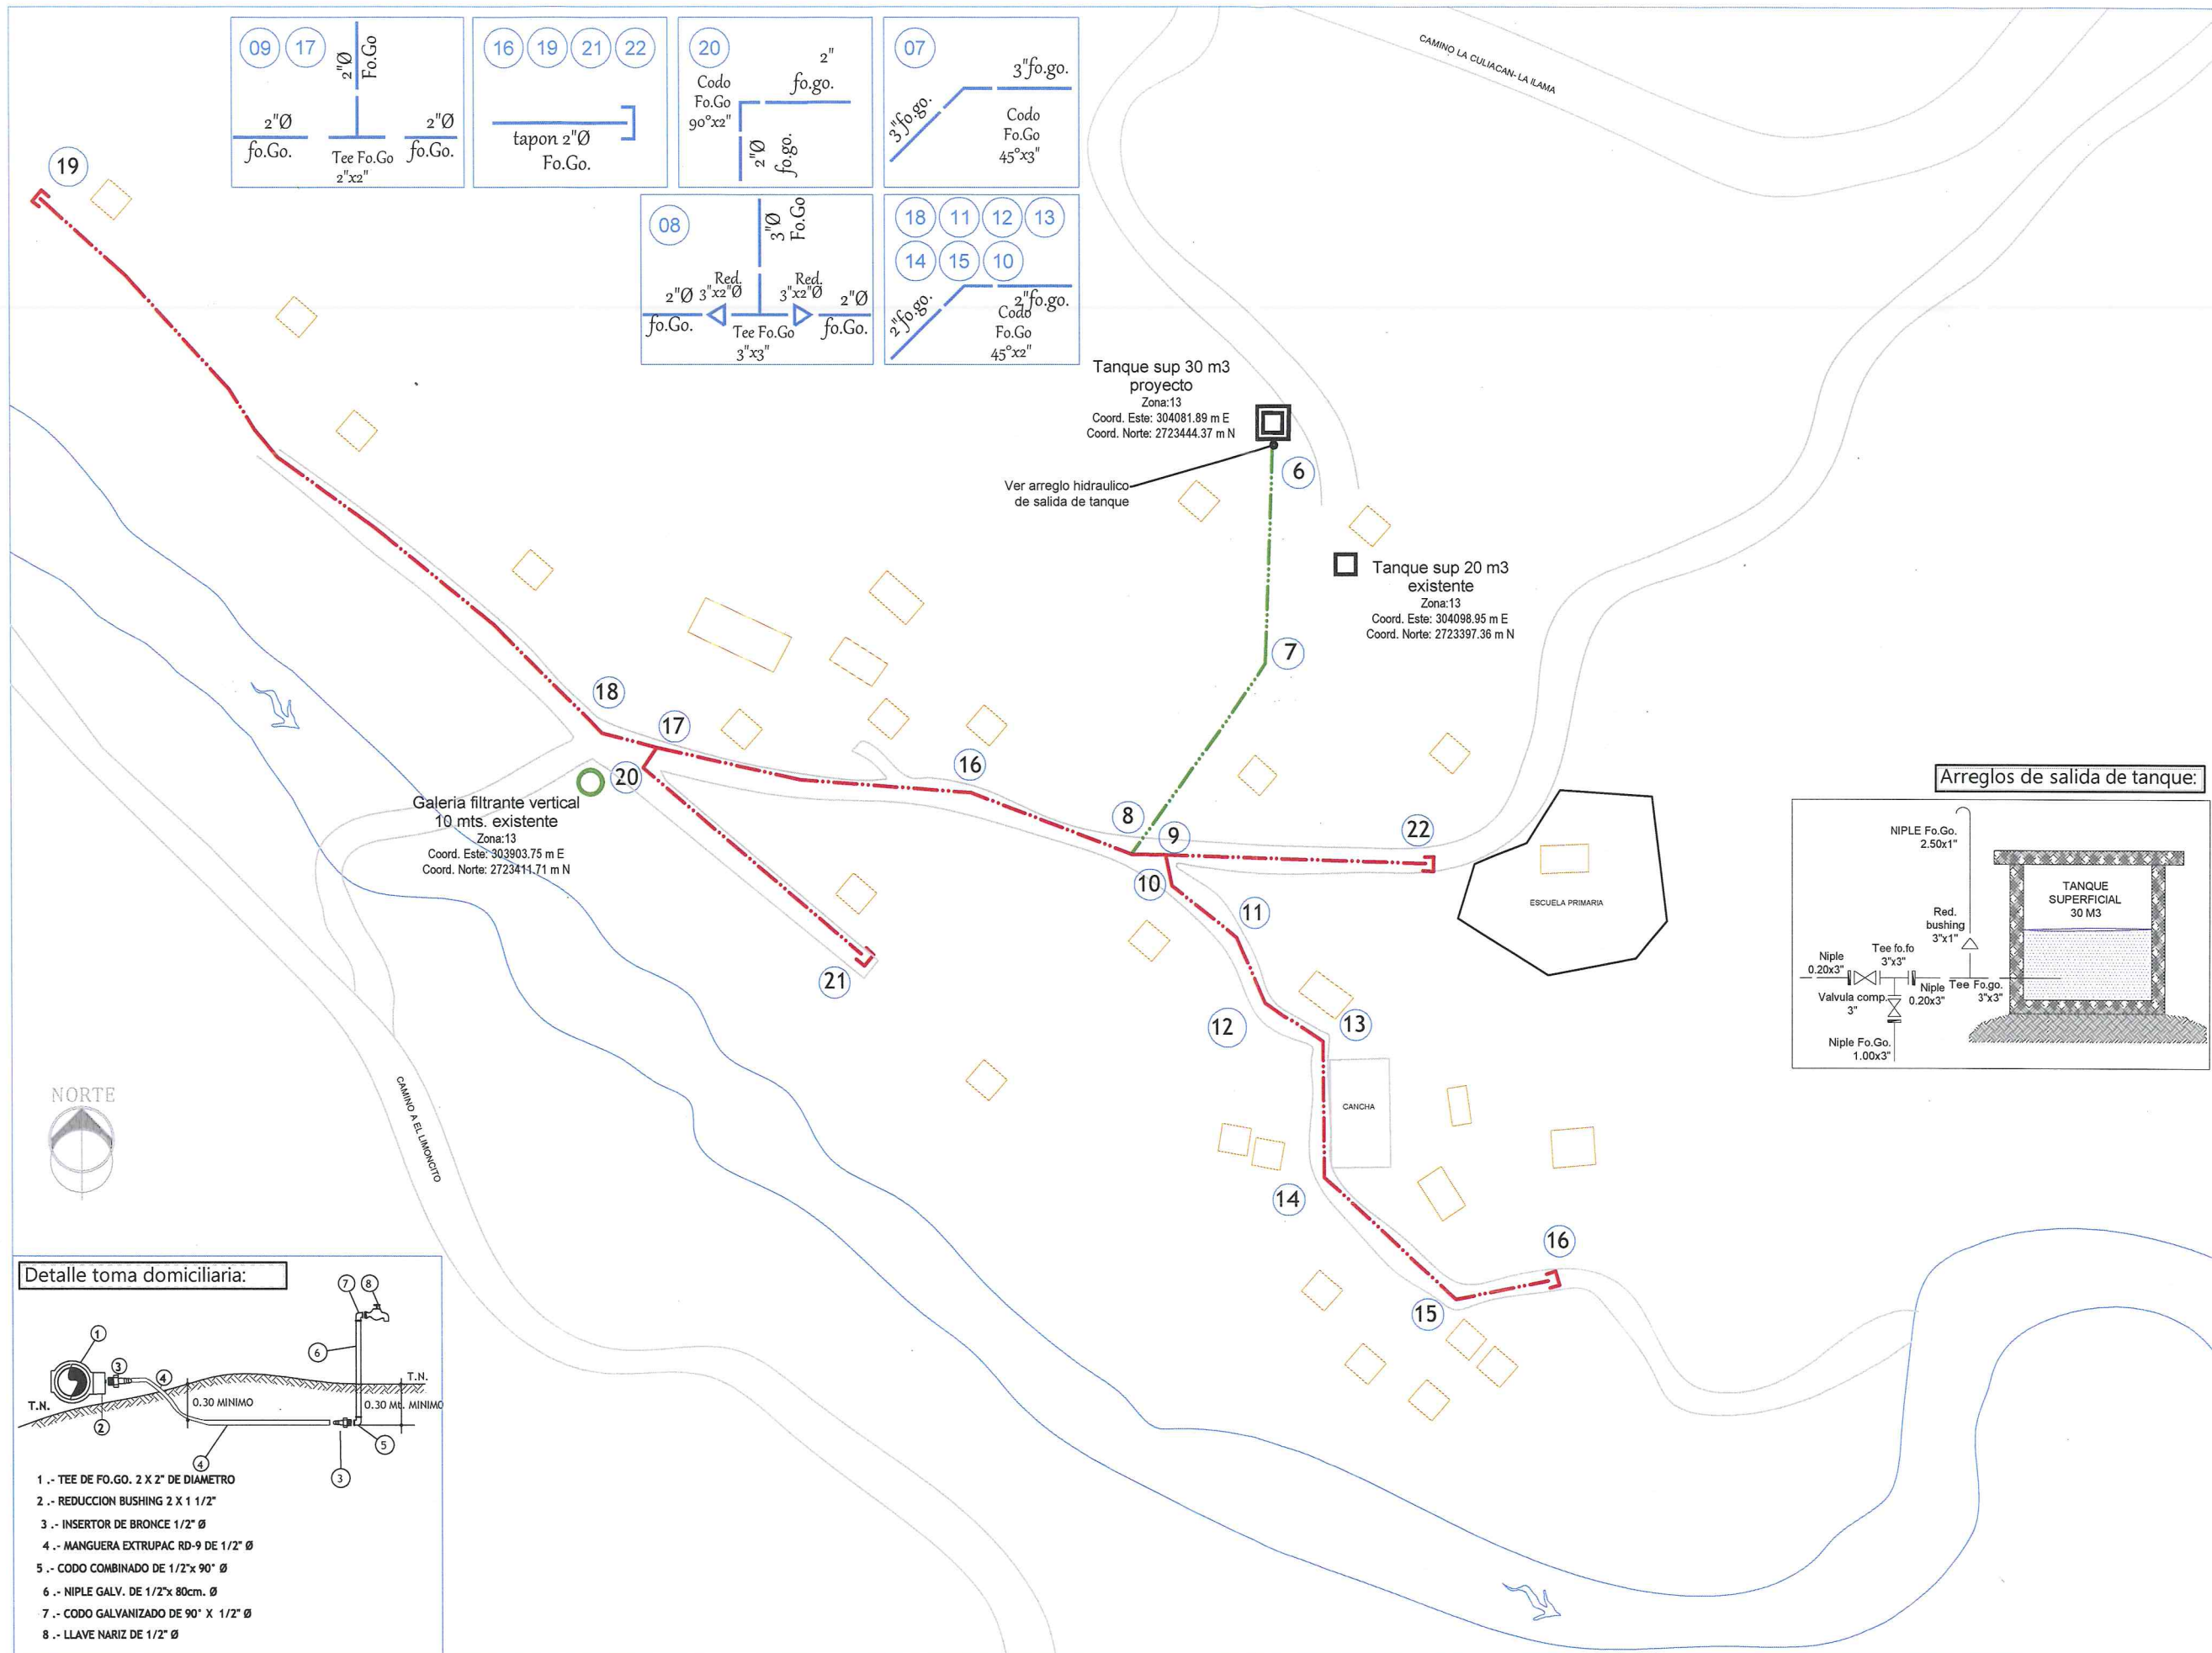 09 17
2"Ø
Fo.Go
2"Ø
fo.Go.
Tee Fo.Go
2"x2"
2"Ø
fo.Go.
16 19 21 22
tapon 2"Ø
Fo.Go.
20
Codo
Fo.Go
90°x2"
2"
fo.go.
2"Ø
fo.go.
07
3"fo.go.
3"fo.go.
Codo
Fo.Go
45°x3"
08
3"Ø
Fo.Go
2"Ø
fo.Go.
Red.
3"x2"Ø
Red.
3"x2"Ø
2"Ø
fo.Go.
Tee Fo.Go
3"x3"
18 11 12 13
14 15 10
2"fo.go.
2"fo.go.
Codo
Fo.Go
45°x2"
CAMINO LA CULIACAN-LA ILAMA
19
Tanque sup 30 m3
proyecto
Zona:13
Coord. Este: 304081.89 m E
Coord. Norte: 2723444.37 m N
6
Ver arreglo hidraulico
de salida de tanque
Tanque sup 20 m3
existente
Zona:13
Coord. Este: 304098.95 m E
Coord. Norte: 2723397.36 m N
7
18
17
16
20
Galeria filtrante vertical
10 mts. existente
Zona:13
Coord. Este: 303903.75 m E
Coord. Norte: 2723411.71 m N
8
9
22
10
11
ESCUELA PRIMARIA
21
12
13
CANCHA
14
16
15
CAMINO A EL LIMONCITO
NORTE
Arreglos de salida de tanque:
NIPLE Fo.Go.
2.50x1"
TANQUE
SUPERFICIAL
30 M3
Red.
bushing
3"x1"
Tee fo.fo
3"x3"
Niple
0.20x3"
Valvula comp.
3"
Niple
0.20x3"
Tee Fo.go.
3"x3"
Niple Fo.Go.
1.00x3"
Detalle toma domiciliaria:
7 8
1
3
4
6
T.N.
T.N.
0.30 MINIMO
0.30 Mt. MINIMO
2
5
4
3
1 .- TEE DE FO.GO. 2 X 2" DE DIAMETRO
2 .- REDUCCION BUSHING 2 X 1 1/2"
3 .- INSERTOR DE BRONCE 1/2" Ø
4 .- MANGUERA EXTRUPAC RD-9 DE 1/2" Ø
5 .- CODO COMBINADO DE 1/2"x 90° Ø
6 .- NIPLE GALV. DE 1/2"x 80cm. Ø
7 .- CODO GALVANIZADO DE 90° X 1/2" Ø
8 .- LLAVE NARIZ DE 1/2" Ø